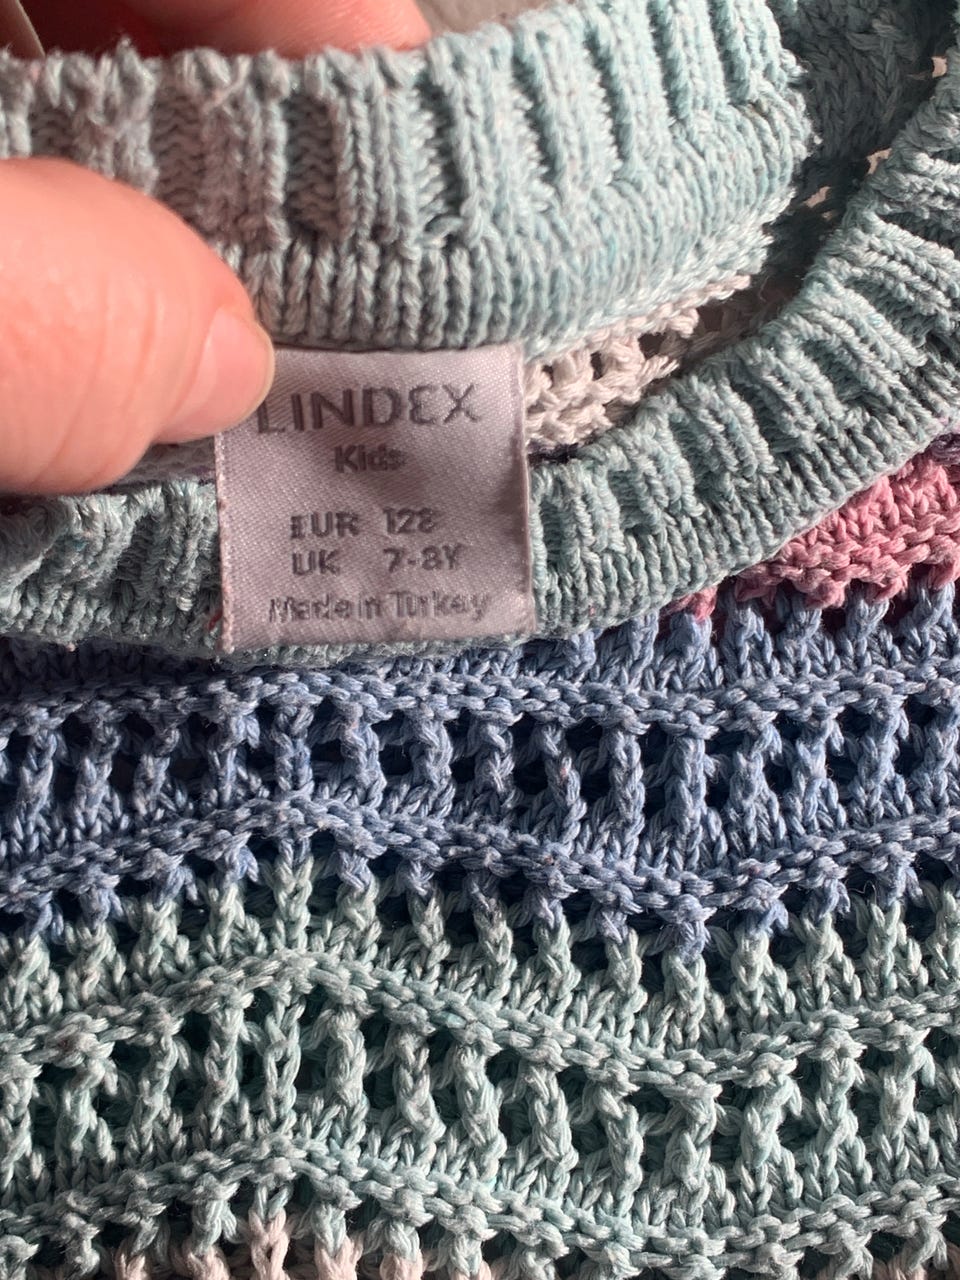 LINDEX
Kids
EUR 128
UK 7-8Y
Made in Turkey